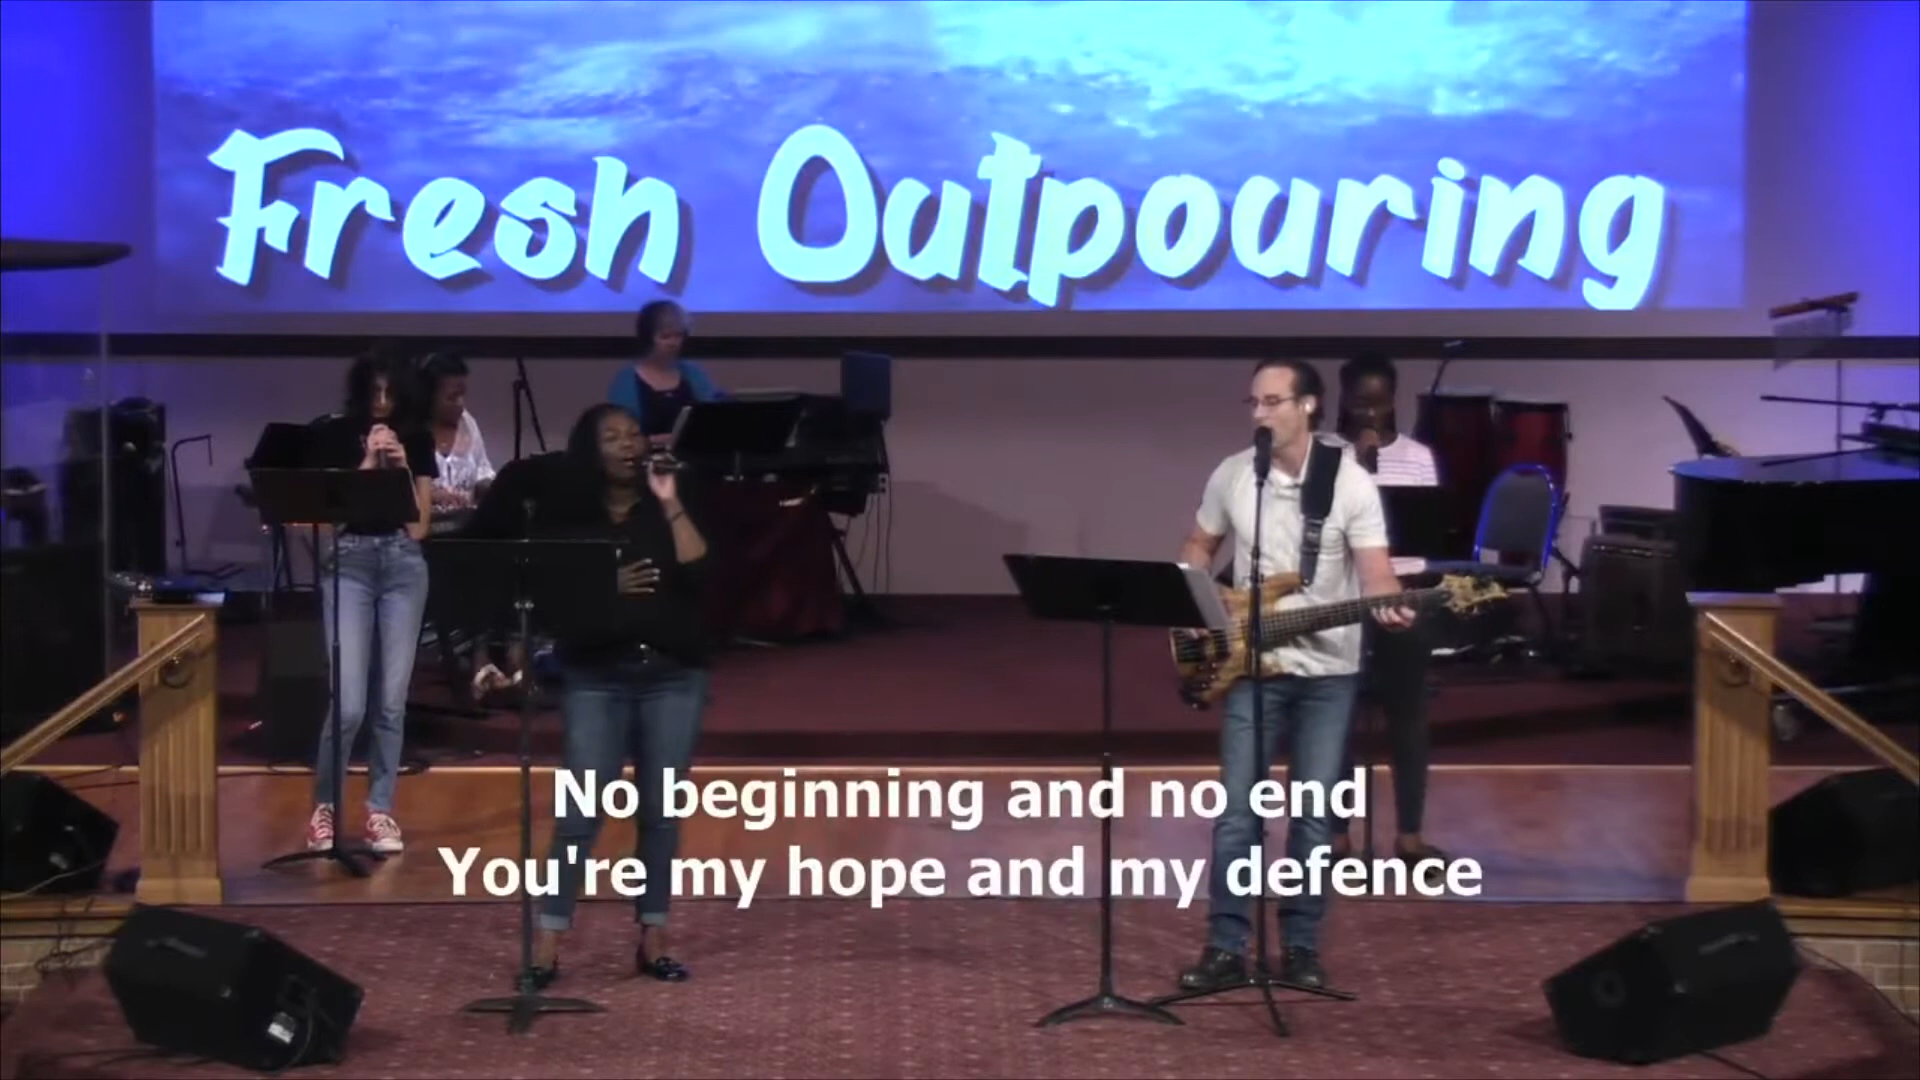 Fresh Outpouring
No beginning and no end
You're my hope and my defence